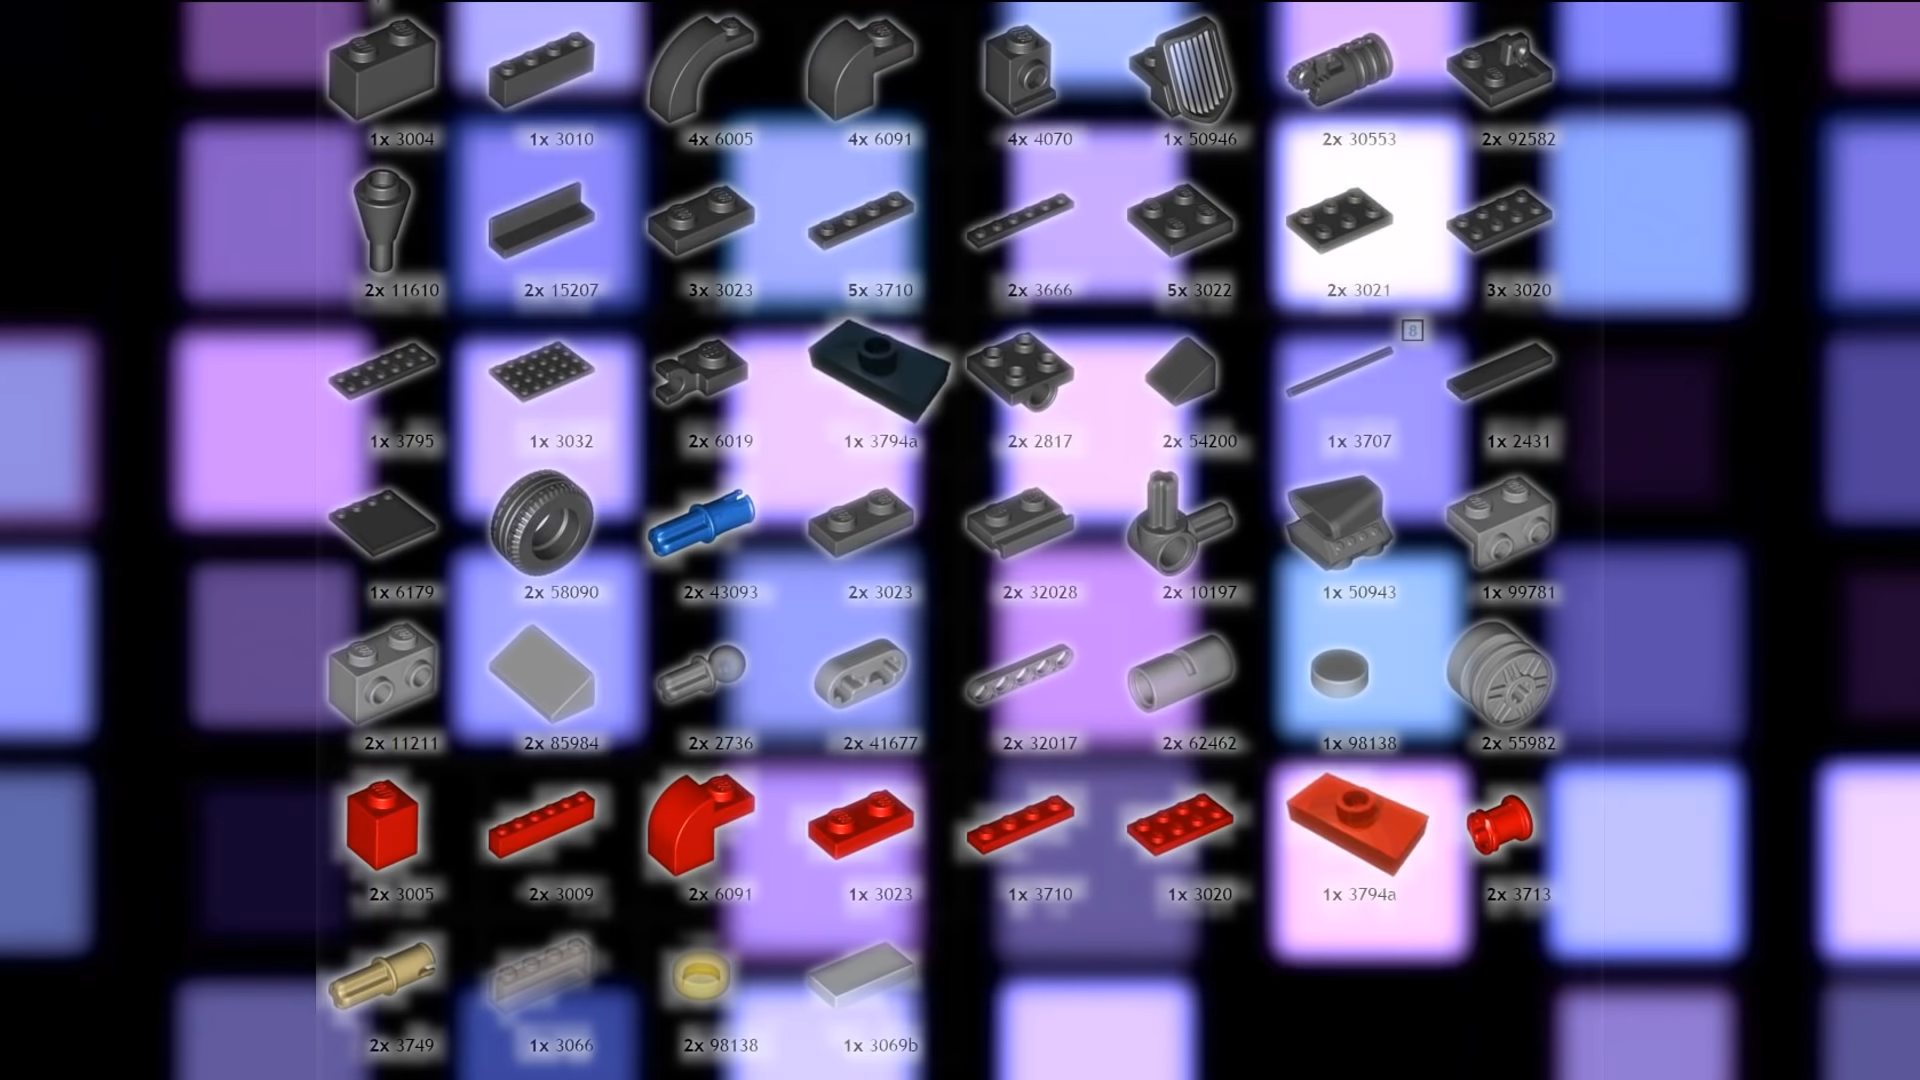 1x 3004 1x 3010 4x 6005 4x 6091 4x 4070 1x 50946 2x 30553 2x 92582
2x 11610 2x 15207 3x 3023 5x 3710 2x 3666 5x 3022 2x 3021 3x 3020
8
1x 3795 1x 3032 2x 6019 1x 3794a 2x 2817 2x 54200 1x 3707 1x 2431
1x 6179 2x 58090 2x 43093 2x 3023 2x 32028 2x 10197 1x 50943 1x 99781
2x 11211 2x 85984 2x 2736 2x 41677 2x 32017 2x 62462 1x 98138 2x 55982
2x 3005 2x 3009 2x 6091 1x 3023 1x 3710 1x 3020 1x 3794a 2x 3713
2x 3749 1x 3066 2x 98138 1x 3069b